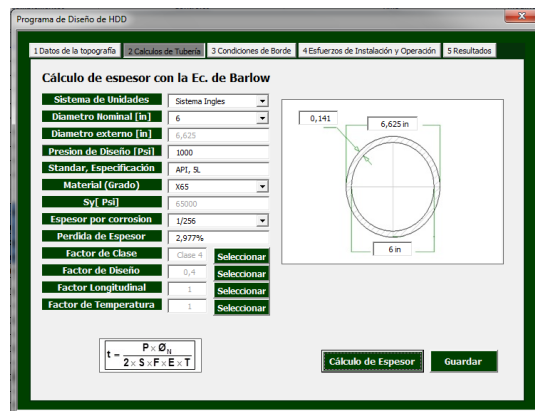 Programa de Diseño de HDD
1 Datos de la topografía 2 Calculos de Tubería 3 Condiciones de Borde 4 Esfuerzos de Instalación y Operación 5 Resultados
Cálculo de espesor con la Ec. de Barlow
Sistema de Unidades Sistema Ingles
Diametro Nominal [in] 6
Diametro externo [in] 6,625
Presion de Diseño [Psi] 1000
Standar, Especificación API, 5L
Material (Grado) X65
Sy[ Psi] 65000
Espesor por corrosion 1/256
Perdida de Espesor 2,977%
Factor de Clase Clase 4 Seleccionar
Factor de Diseño 0,4 Seleccionar
Factor Longitudinal 1 Seleccionar
Factor de Temperatura 1 Seleccionar
0,141
6,625 in
6 in
t = P × Ø_N / 2 × S × F × E × T
Cálculo de Espesor Guardar